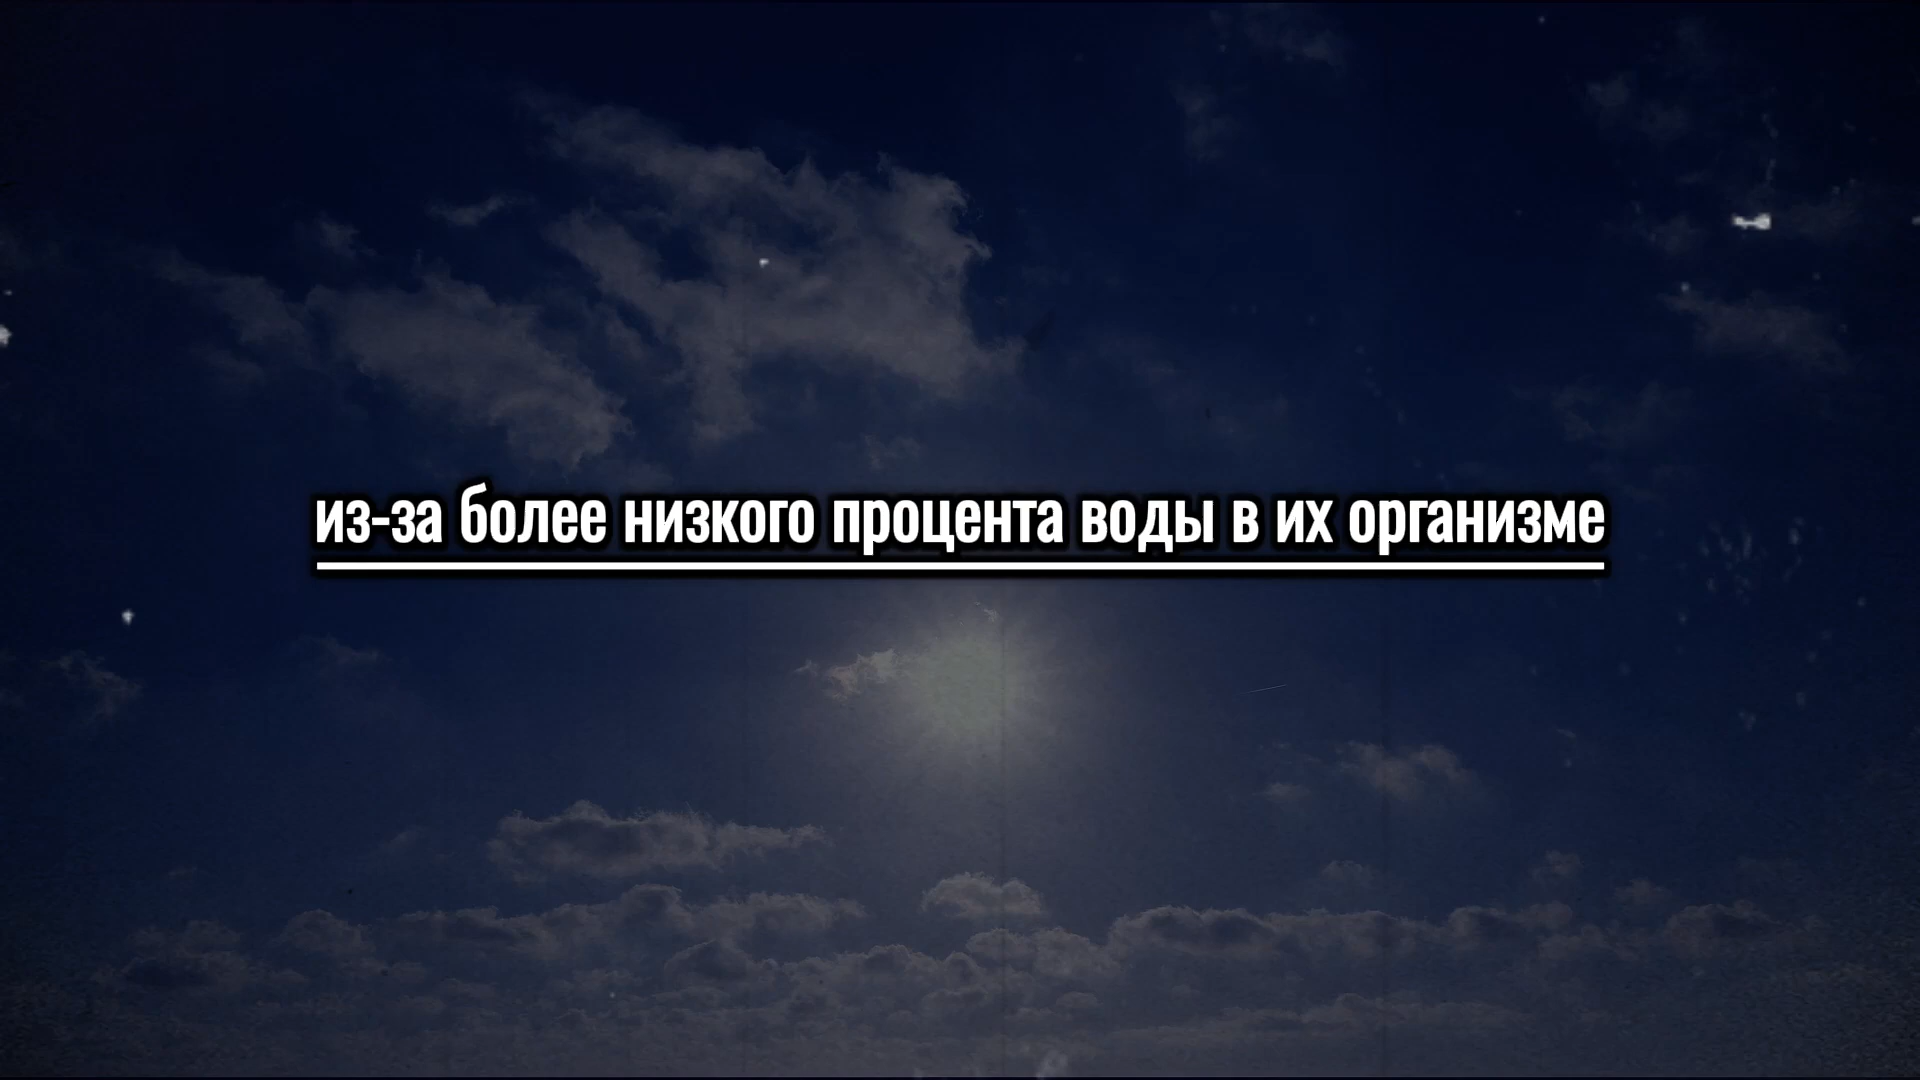 из-за более низкого процента воды в их организме